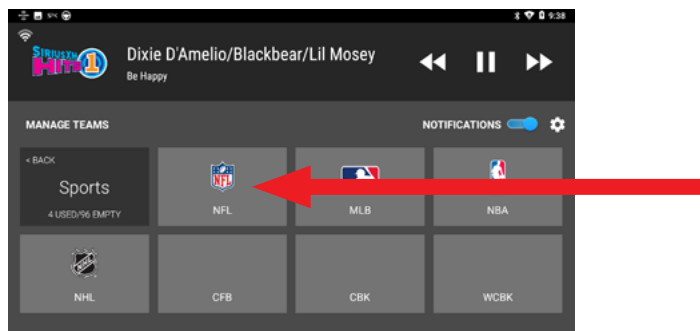 9:38
SIRIUSXM
HITS 1
Dixie D'Amelio/Blackbear/Lil Mosey
Be Happy
MANAGE TEAMS
NOTIFICATIONS
< BACK
Sports
4 USED/96 EMPTY
NFL
NFL
MLB
NBA
NHL
CFB
CBK
WCBK